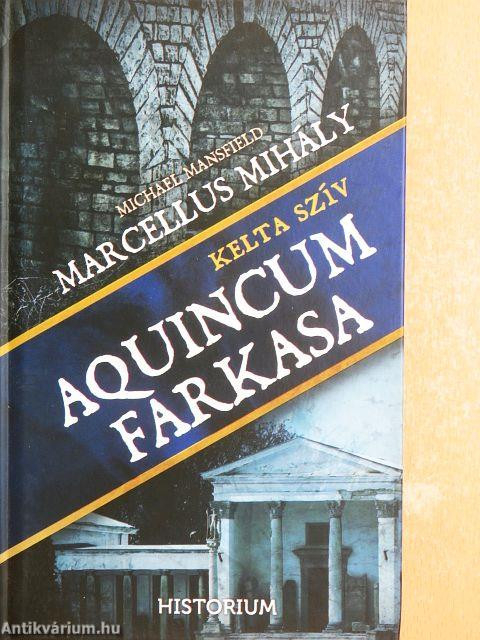 MICHAEL MANSFIELD
MARCELLUS MIHÁLY
KELTA SZÍV
AQUINCUM
FARKASA
HISTORIUM
Antikvárium.hu